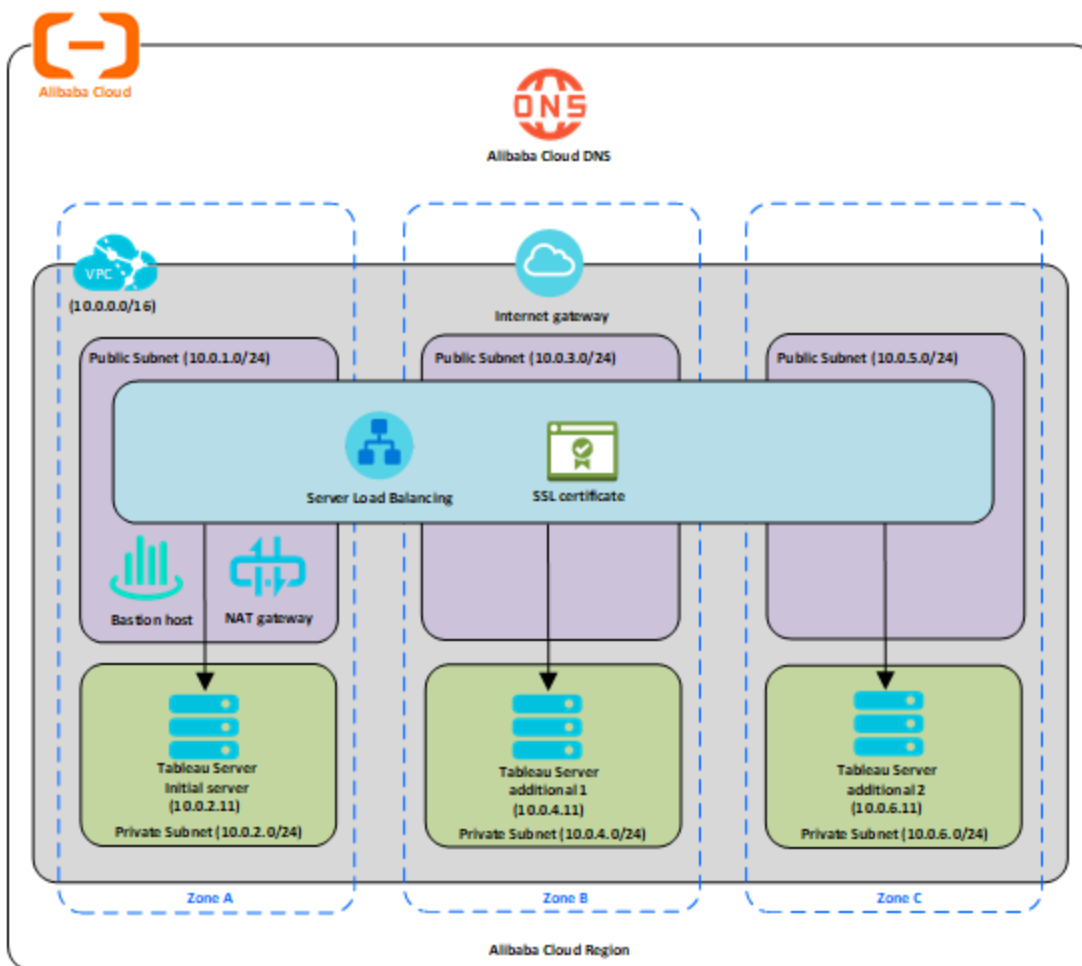 Alibaba Cloud
DNS
Alibaba Cloud DNS
VPC
(10.0.0.0/16)
Internet gateway
Public Subnet (10.0.1.0/24)
Public Subnet (10.0.3.0/24)
Public Subnet (10.0.5.0/24)
Server Load Balancing
SSL certificate
Bastion host
NAT gateway
Tableau Server
Initial server
(10.0.2.11)
Private Subnet (10.0.2.0/24)
Tableau Server
additional 1
(10.0.4.11)
Private Subnet (10.0.4.0/24)
Tableau Server
additional 2
(10.0.6.11)
Private Subnet (10.0.6.0/24)
Zone A
Zone B
Zone C
Alibaba Cloud Region